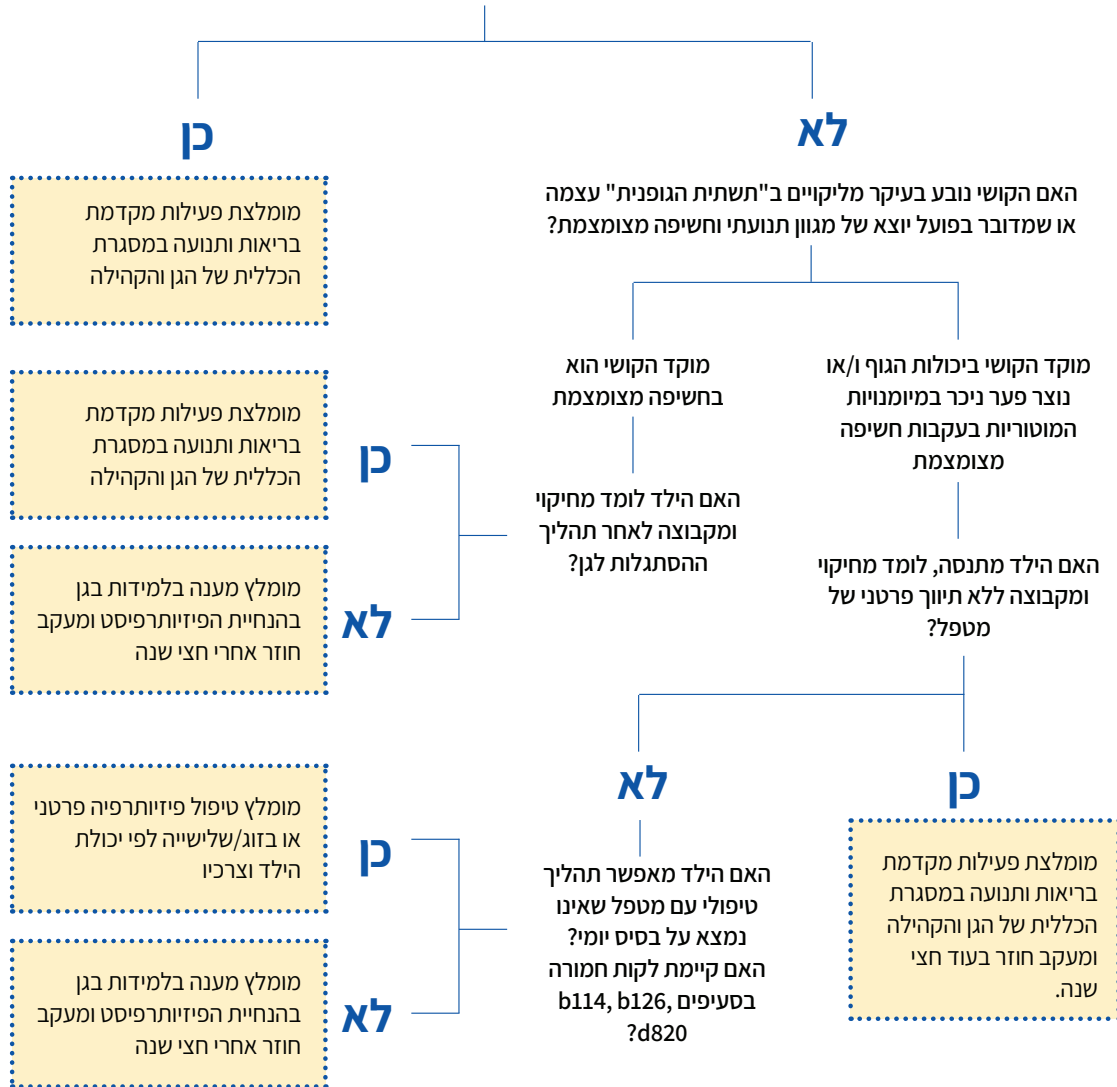 לא
כן
האם הקושי נובע בעיקר מליקויים ב"תשתית הגופנית" עצמה
או שמדובר בפועל יוצא של מגוון תנועתי וחשיפה מצומצמת?
מומלצת פעילות מקדמת
בריאות ותנועה במסגרת
הכללית של הגן והקהילה
מוקד הקושי ביכולות הגוף ו/או
נוצר פער ניכר במיומנויות
המוטוריות בעקבות חשיפה
מצומצמת
מוקד הקושי הוא
בחשיפה מצומצמת
האם הילד לומד מחיקוי
ומקבוצה לאחר תהליך
ההסתגלות לגן?
כן
מומלצת פעילות מקדמת
בריאות ותנועה במסגרת
הכללית של הגן והקהילה
לא
מומלץ מענה בלמידות בגן
בהנחיית הפיזיותרפיסט ומעקב
חוזר אחרי חצי שנה
האם הילד מתנסה, לומד מחיקוי
ומקבוצה ללא תיווך פרטני של
מטפל?
כן
מומלצת פעילות מקדמת
בריאות ותנועה במסגרת
הכללית של הגן והקהילה
ומעקב חוזר בעוד חצי
שנה.
לא
האם הילד מאפשר תהליך
טיפולי עם מטפל שאינו
נמצא על בסיס יומי?
האם קיימת לקות חמורה
בסעיפים b114, b126,
d820?
כן
מומלץ טיפול פיזיותרפיה פרטני
או בזוג/שלישייה לפי יכולת
הילד וצרכיו
לא
מומלץ מענה בלמידות בגן
בהנחיית הפיזיותרפיסט ומעקב
חוזר אחרי חצי שנה